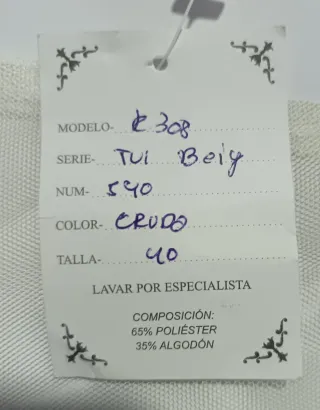 MODELO- R 308
SERIE- TUI Beig
NUM- 540
COLOR- CRUDO
TALLA- 40
LAVAR POR ESPECIALISTA
COMPOSICIÓN:
65% POLIÉSTER
35% ALGODÓN